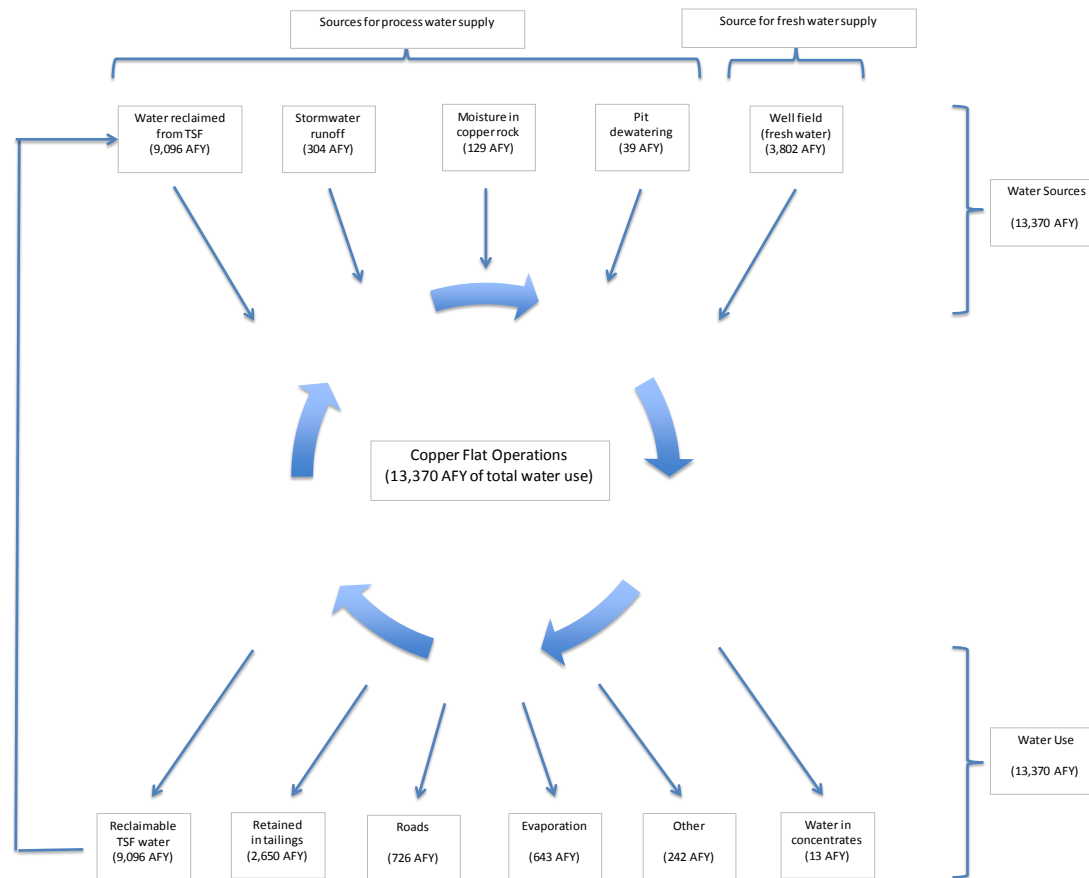 Sources for process water supply
Source for fresh water supply
Water reclaimed
from TSF
(9,096 AFY)
Stormwater
runoff
(304 AFY)
Moisture in
copper rock
(129 AFY)
Pit
dewatering
(39 AFY)
Well field
(fresh water)
(3,802 AFY)
Water Sources
(13,370 AFY)
Copper Flat Operations
(13,370 AFY of total water use)
Water Use
(13,370 AFY)
Reclaimable
TSF water
(9,096 AFY)
Retained
in tailings
(2,650 AFY)
Roads
(726 AFY)
Evaporation
(643 AFY)
Other
(242 AFY)
Water in
concentrates
(13 AFY)